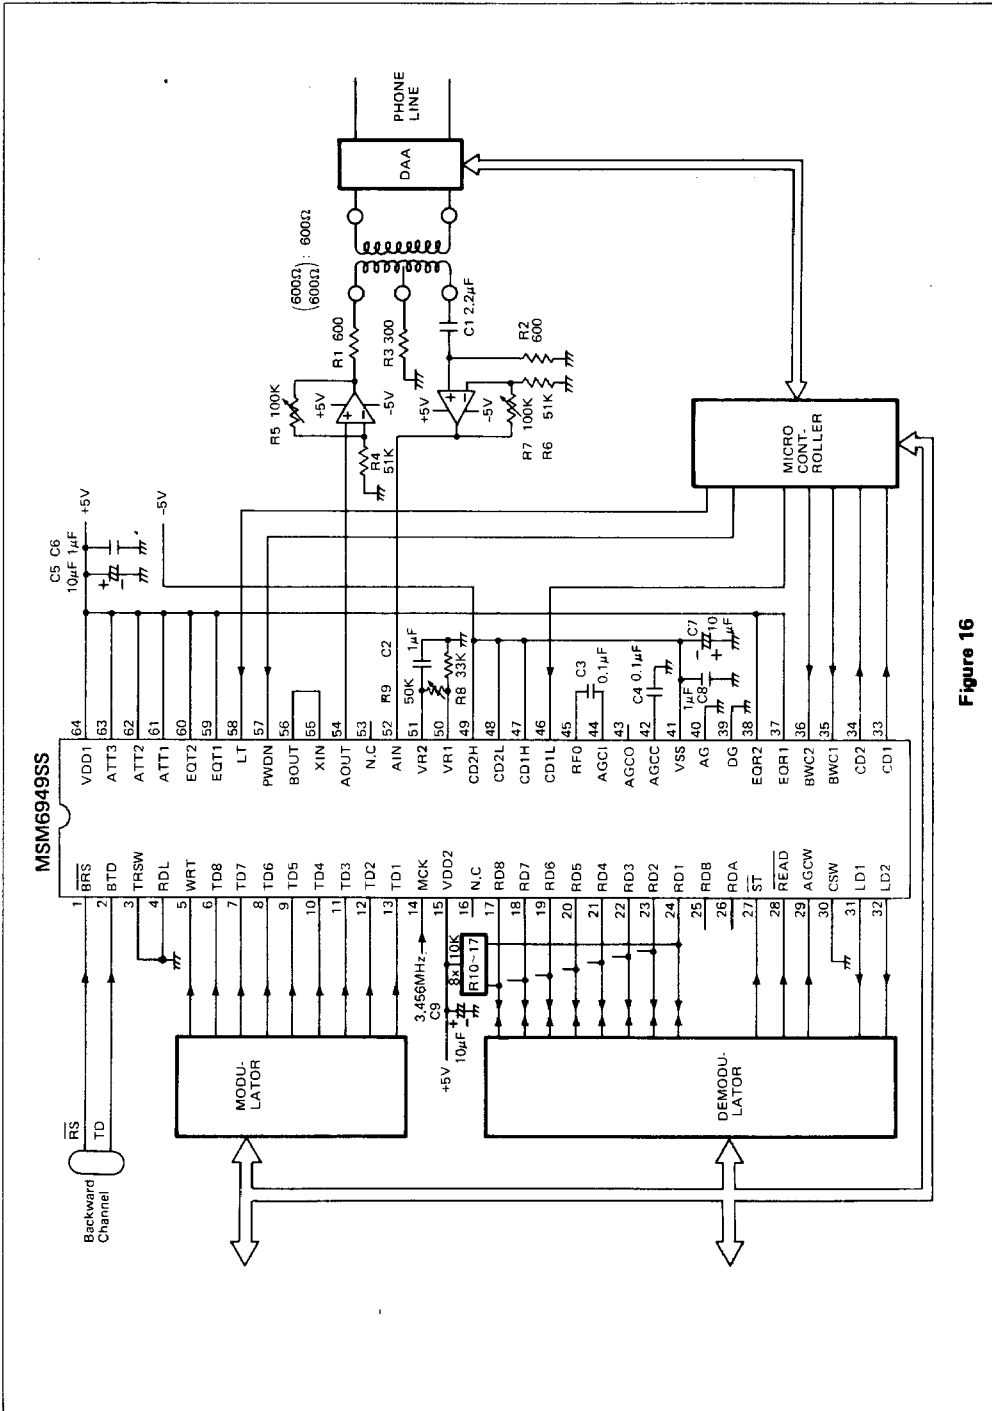 MSM6949SS
Backward
Channel
RS
TD
MODU-
LATOR
DEMODU-
LATOR
MICRO
CONT-
ROLLER
DAA
PHONE
LINE
1 BRS
2 BTD
3 TRSW
4 RDL
5 WRT
6 TD8
7 TD7
8 TD6
9 TD5
10 TD4
11 TD3
12 TD2
13 TD1
14 MCK
15 VDD2
16 N.C
17 RD8
18 RD7
19 RD6
20 RD5
21 RD4
22 RD3
23 RD2
24 RD1
25 RDB
26 RDA
27 ST
28 READ
29 AGCW
30 CSW
31 LD1
32 LD2
VDD1 64
ATT3 63
ATT2 62
ATT1 61
EQT2 60
EQT1 59
LT 58
PWDN 57
BOUT 56
XIN 55
AOUT 54
N.C 53
AIN 52
VR2 51
VR1 50
CD2H 49
CD2L 48
CD1H 47
CD1L 46
RF0 45
AGCI 44
AGCO 43
AGCC 42
VSS 41
AG 40
DG 39
EQR2 38
EQR1 37
BWC2 36
BWC1 35
CD2 34
CD1 33
3.456MHz
C9
10μF
+
−
+5V
8×10K
R10~17
C5 C6
10μF 1μF
+
−
+5V
−5V
R5 100K
+5V
−5V
+
−
R4
51K
R1 600
R3 300
(600Ω)
(600Ω) : 600Ω
C1 2.2μF
R2
600
+5V
−5V
+
−
R7 100K
R6 51K
R9
50K
C2
1μF
R8 33K
C3
0.1μF
C4 0.1μF
1μF
C8
C7
10
μF
−
+
Figure 16